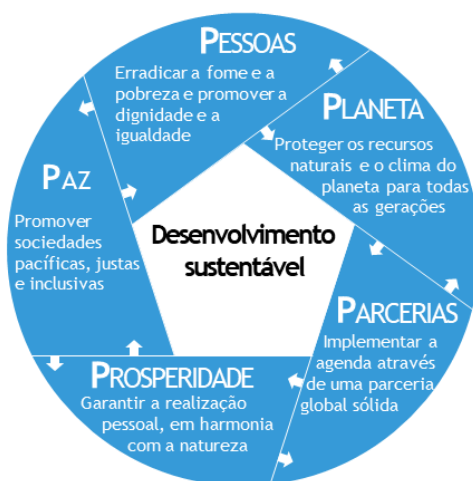 PESSOAS
Erradicar a fome e a
pobreza e promover a
dignidade e a
igualdade
PLANETA
Proteger os recursos
naturais e o clima do
planeta para todas
as gerações
PAZ
Promover
sociedades
pacíficas, justas
e inclusivas
Desenvolvimento
sustentável
PARCERIAS
Implementar a
agenda através
de uma parceria
global sólida
PROSPERIDADE
Garantir a realização
pessoal, em harmonia
com a natureza